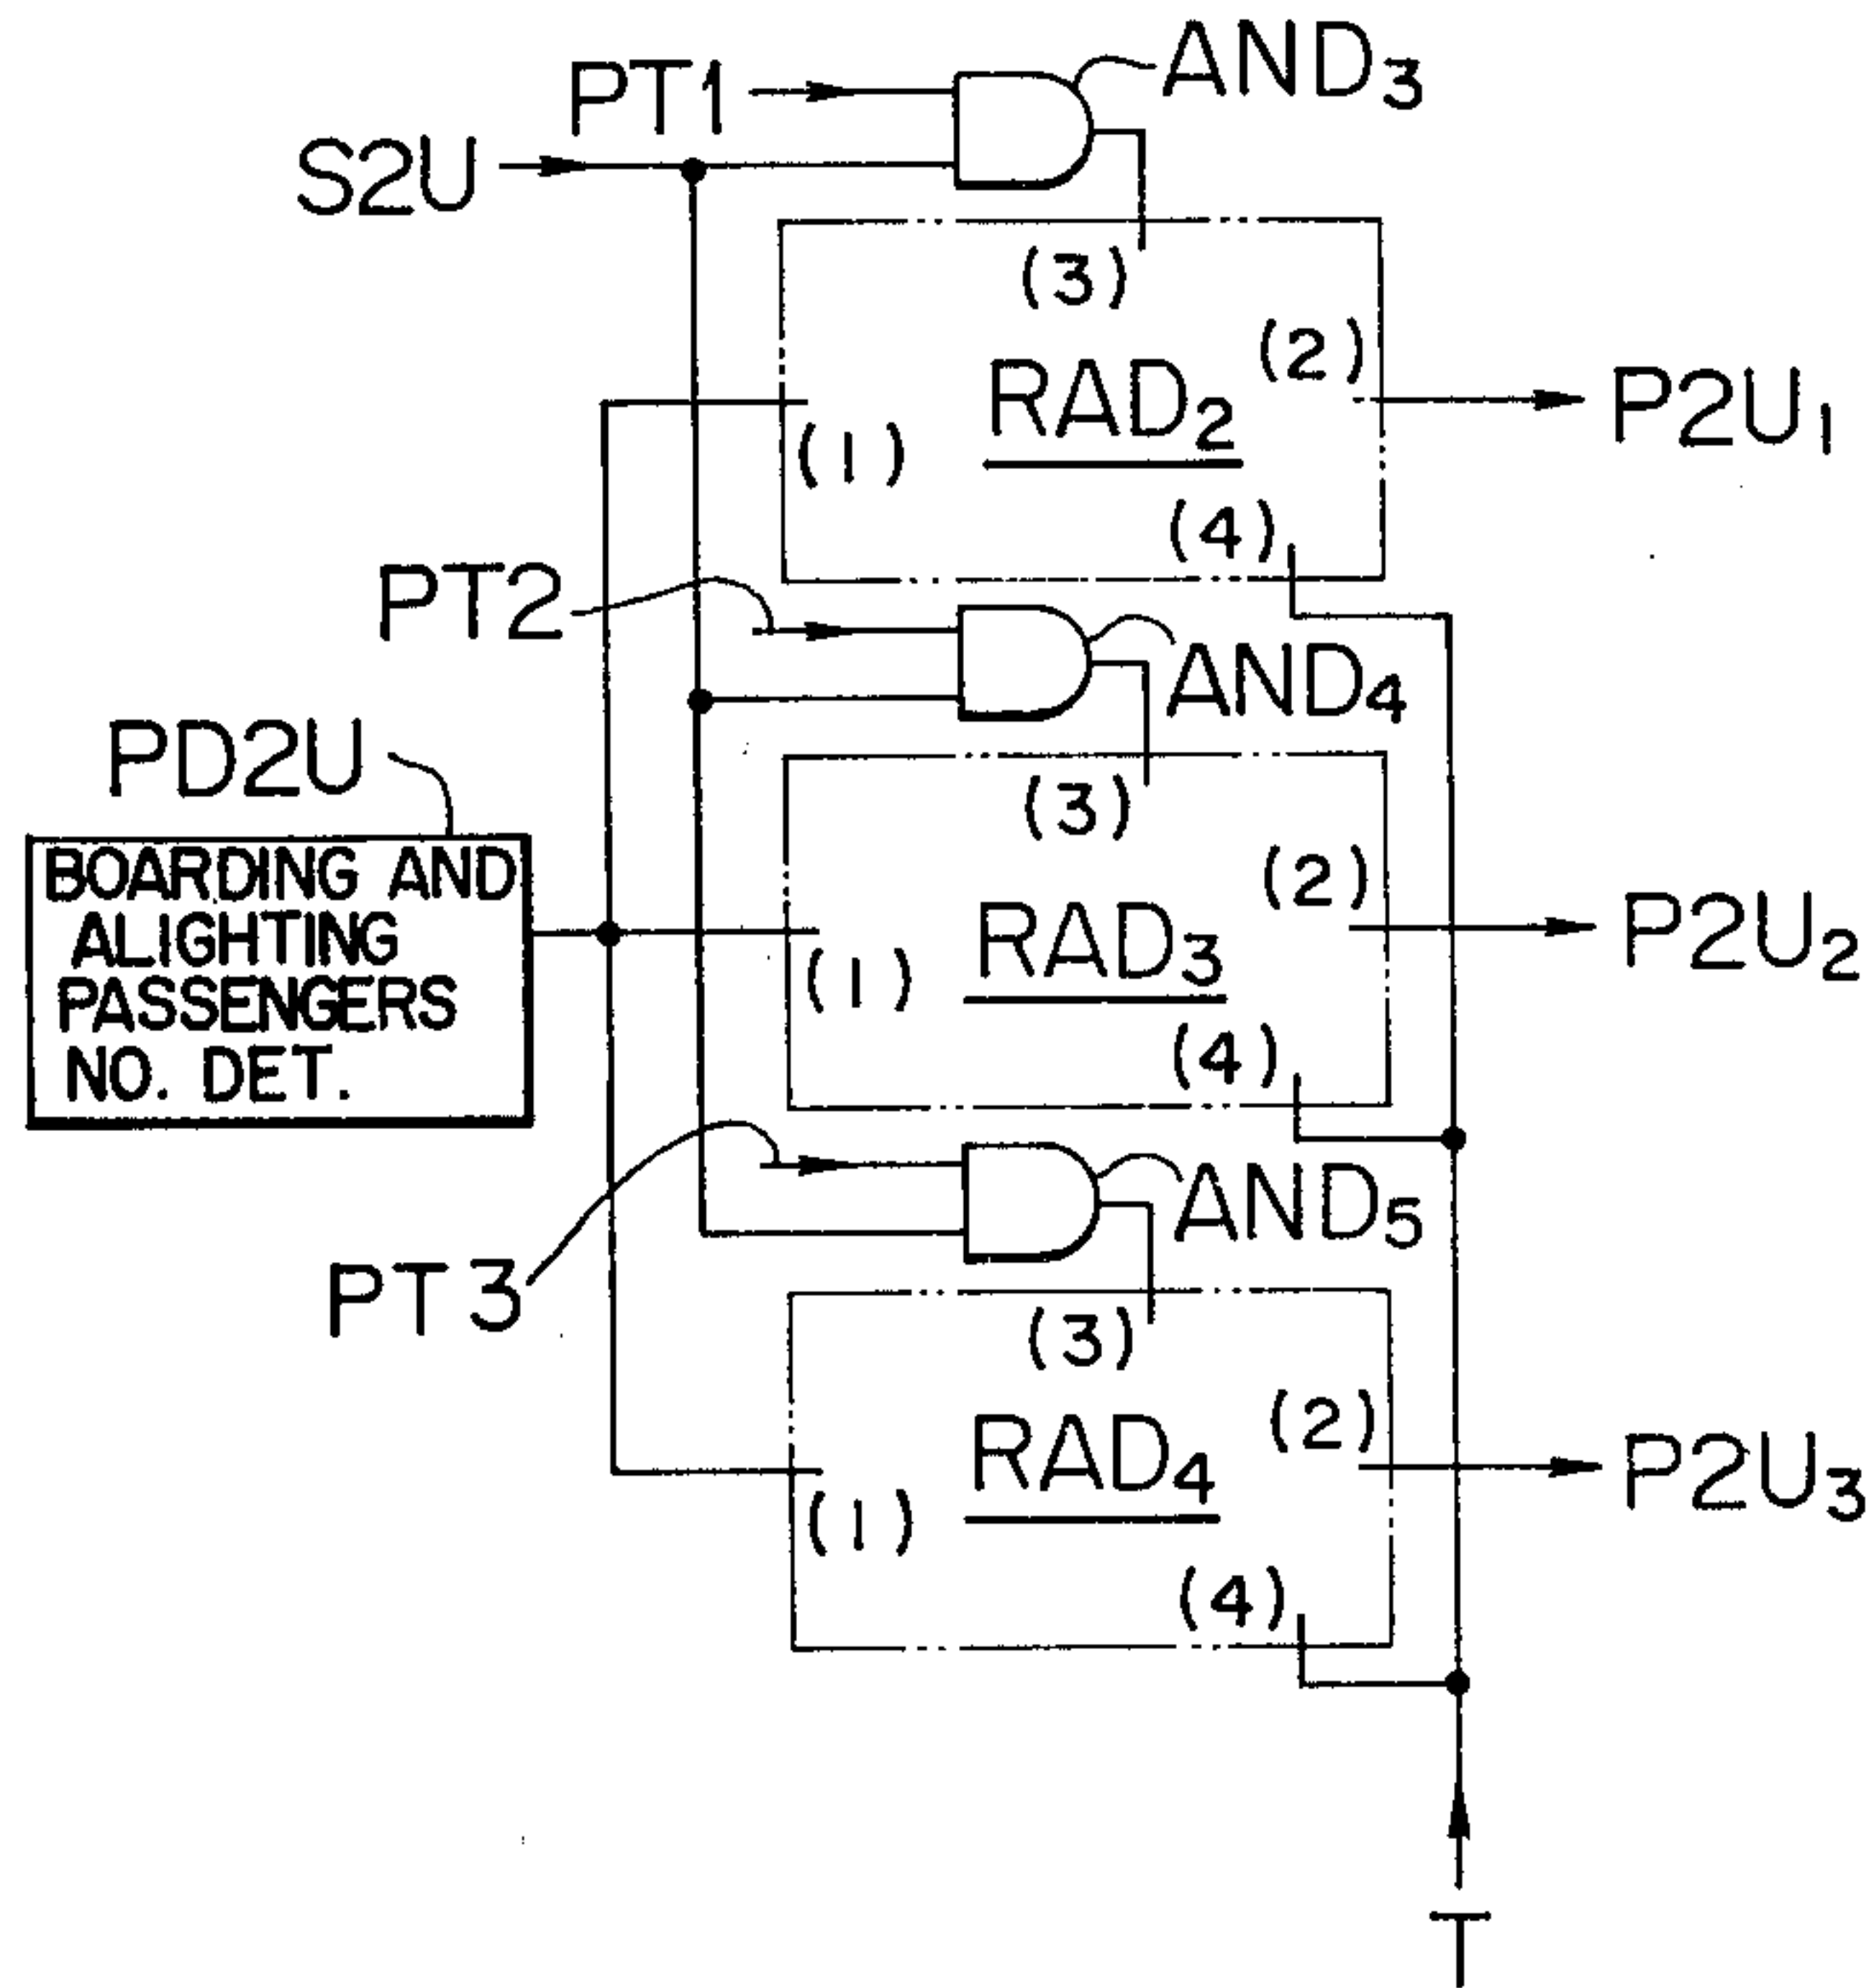 PT1
AND3
S2U
(3)
(2)
RAD2
P2U1
(1)
(4)
PT2
AND4
PD2U
(3)
BOARDING AND
ALIGHTING
PASSENGERS
NO. DET.
(2)
RAD3
P2U2
(1)
(4)
AND5
PT3
(3)
(2)
RAD4
P2U3
(1)
(4)
T